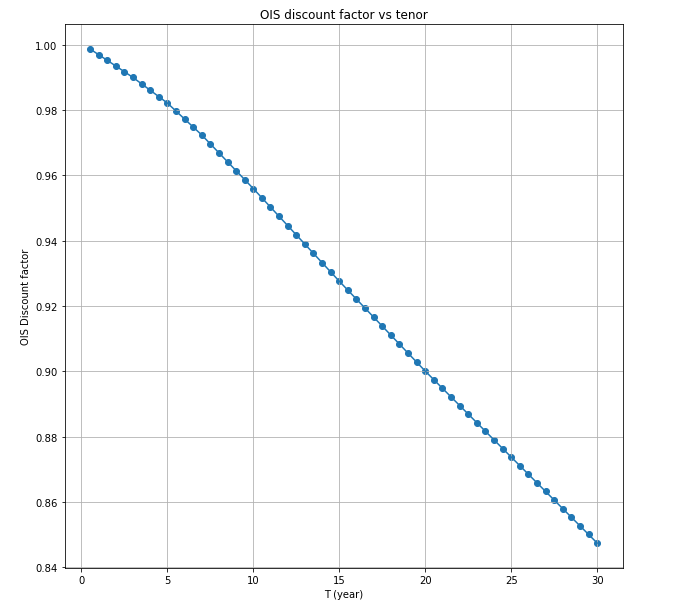 OIS discount factor vs tenor
1.00
0.98
0.96
0.94
0.92
0.90
0.88
0.86
0.84
OIS Discount factor
0 5 10 15 20 25 30
T (year)